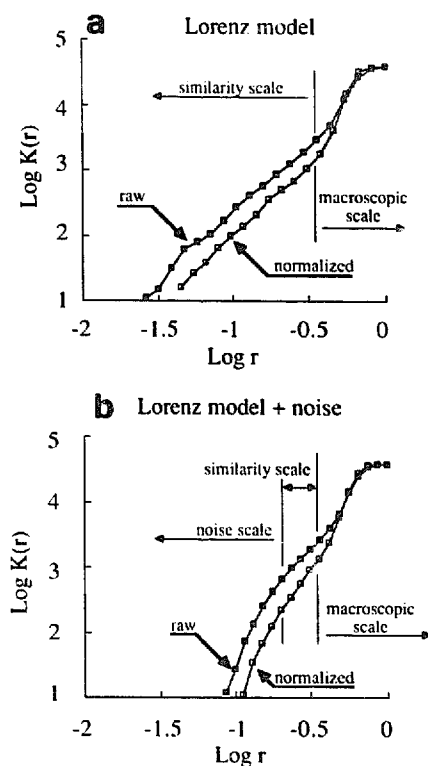 a Lorenz model
5
similarity scale
4
Log K(r)
3
raw
macroscopic
scale
2
normalized
1
-2 -1.5 -1 -0.5 0
Log r
b Lorenz model + noise
5
similarity scale
4
noise scale
Log K(r)
3
raw
macroscopic
scale
2
normalized
1
-2 -1.5 -1 -0.5 0
Log r